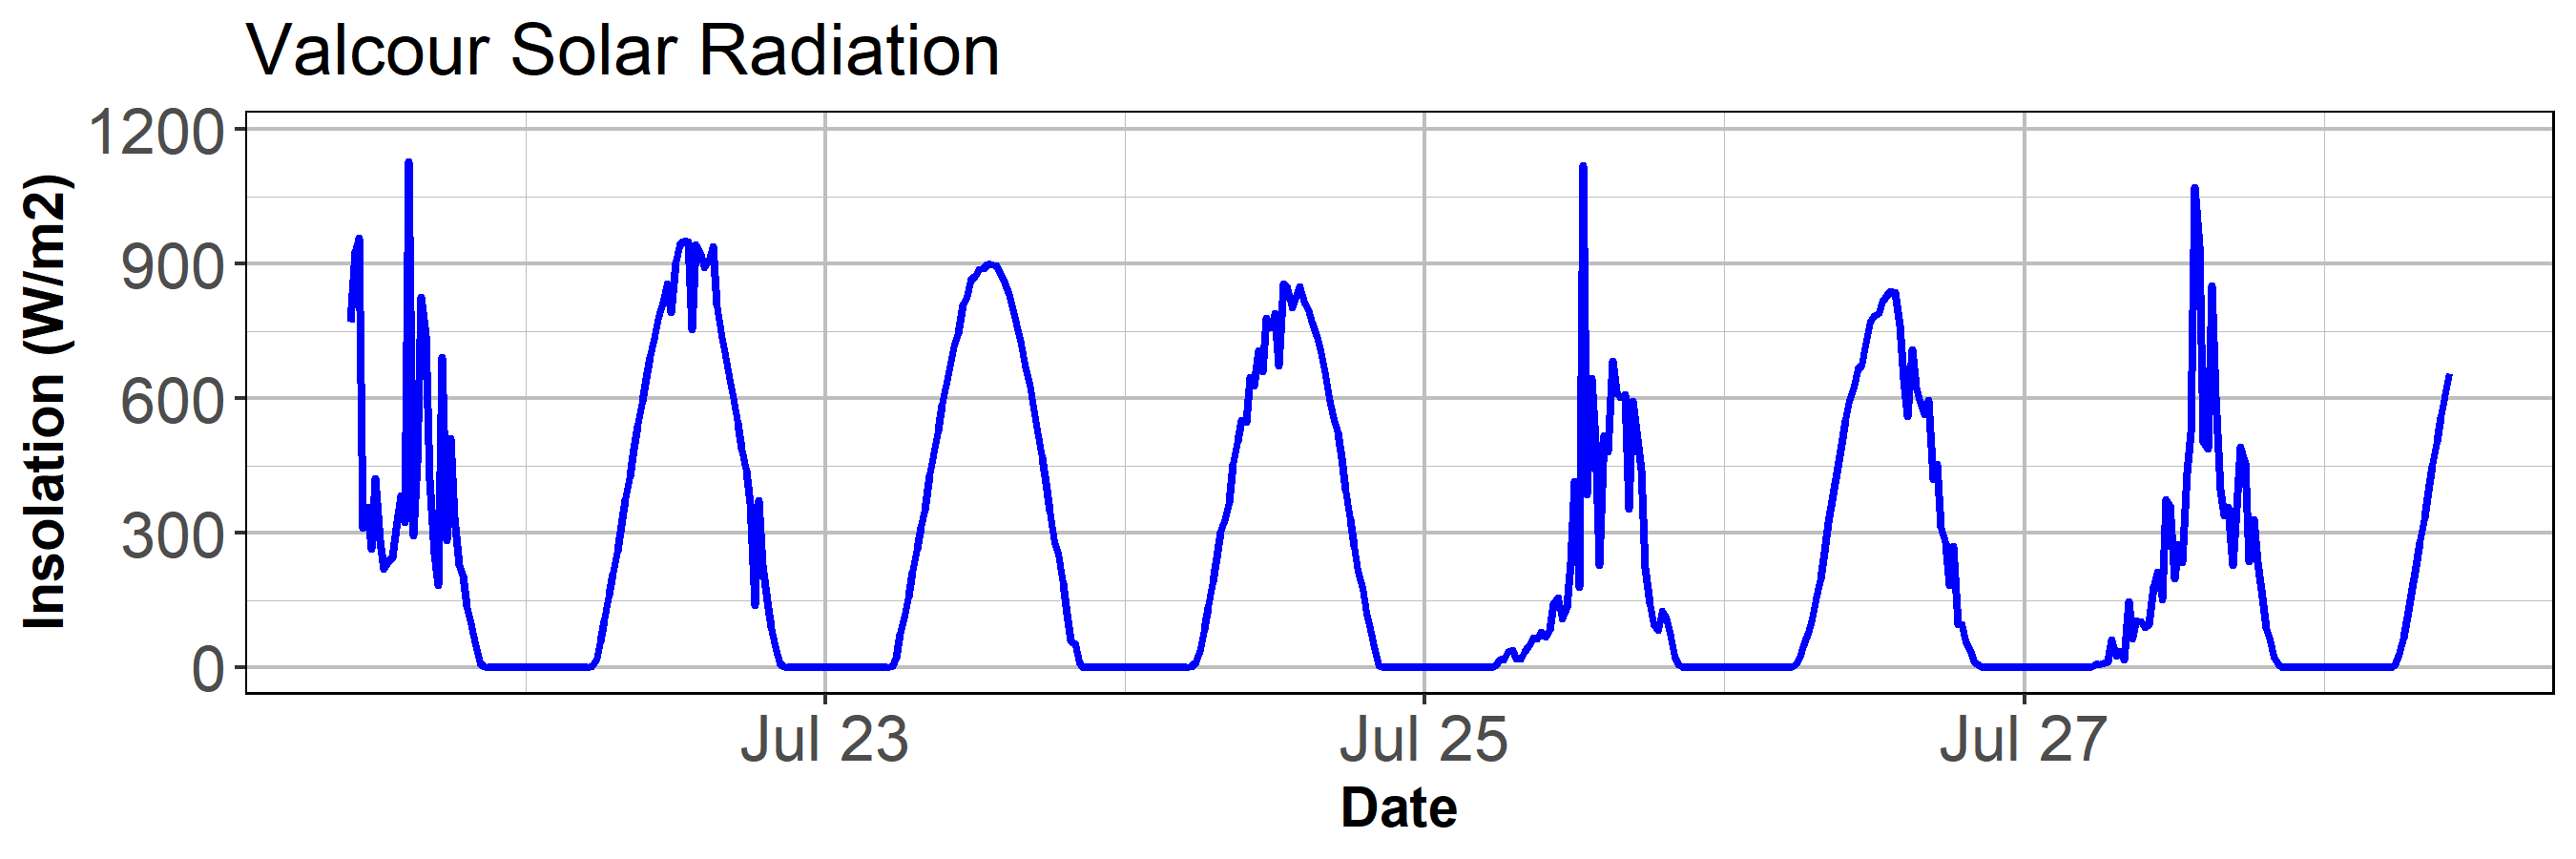 Valcour Solar Radiation
Insolation (W/m2)
1200
900
600
300
0
Jul 23
Jul 25
Jul 27
Date